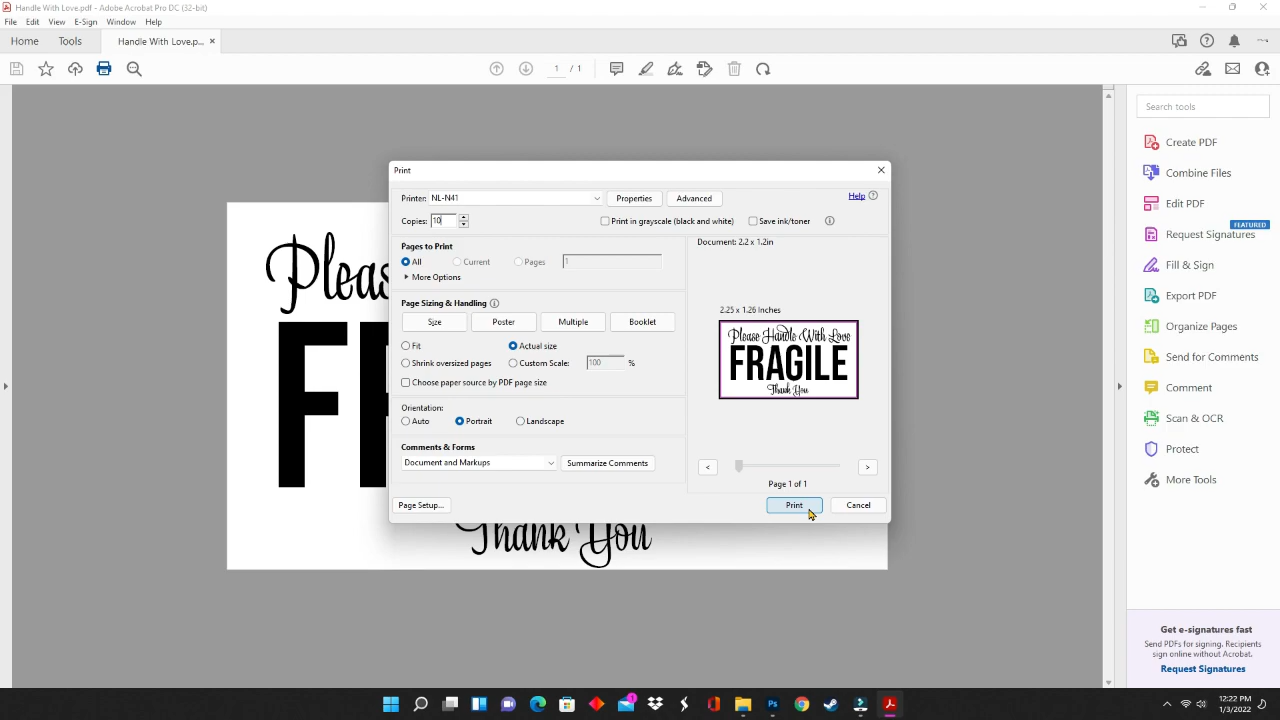 Handle With Love.pdf - Adobe Acrobat Pro DC (32-bit)
File Edit View E-Sign Window Help
Home Tools Handle With Love.p... ×
1 / 1
Search tools
Create PDF
Combine Files
Edit PDF
FEATURED
Request Signatures
Fill & Sign
Export PDF
Organize Pages
Send for Comments
Comment
Scan & OCR
Protect
More Tools
Get e-signatures fast
Send PDFs for signing. Recipients
sign online without Acrobat.
Request Signatures
Print
Printer: NL-N41 Properties Advanced Help
Copies: 10 Print in grayscale (black and white) Save ink/toner
Pages to Print
All Current Pages 1
More Options
Page Sizing & Handling
Size Poster Multiple Booklet
Fit Actual size
Shrink oversized pages Custom Scale: 100 %
Choose paper source by PDF page size
Orientation:
Auto Portrait Landscape
Comments & Forms
Document and Markups Summarize Comments
Page Setup...
Document: 2.2 x 1.2in
2.25 x 1.26 Inches
Please Handle With Love
FRAGILE
Thank You
< >
Page 1 of 1
Print Cancel
Pleas
FR
Thank You
1
12:22 PM
1/3/2022